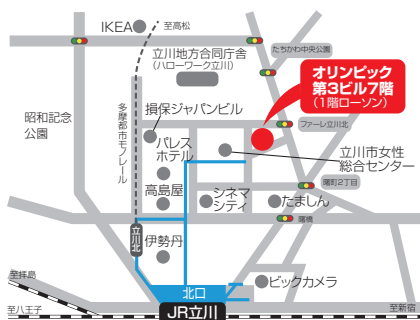 IKEA
至高松
立川地方合同庁舎
(ハローワーク立川)
たちかわ中央公園
オリンピック
第3ビル7階
(1階ローソン)
昭和記念
公園
多摩都市モノレール
損保ジャパンビル
ファーレ立川北
パレス
ホテル
立川市女性
総合センター
高島屋
シネマ
シティ
曙町2丁目
たましん
曙橋
立川北
伊勢丹
至拝島
ビックカメラ
北口
至八王子
JR立川
至新宿